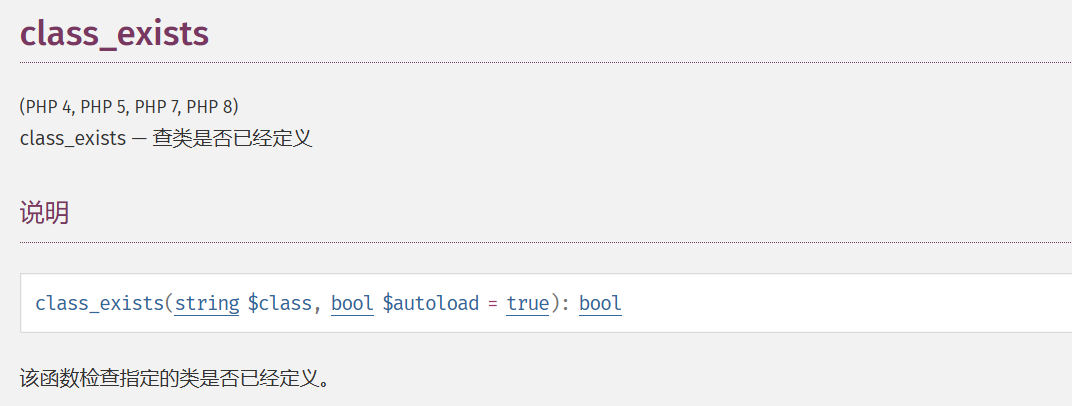 class_exists
(PHP 4, PHP 5, PHP 7, PHP 8)
class_exists — 查类是否已经定义
说明
class_exists(string $class, bool $autoload = true): bool
该函数检查指定的类是否已经定义。